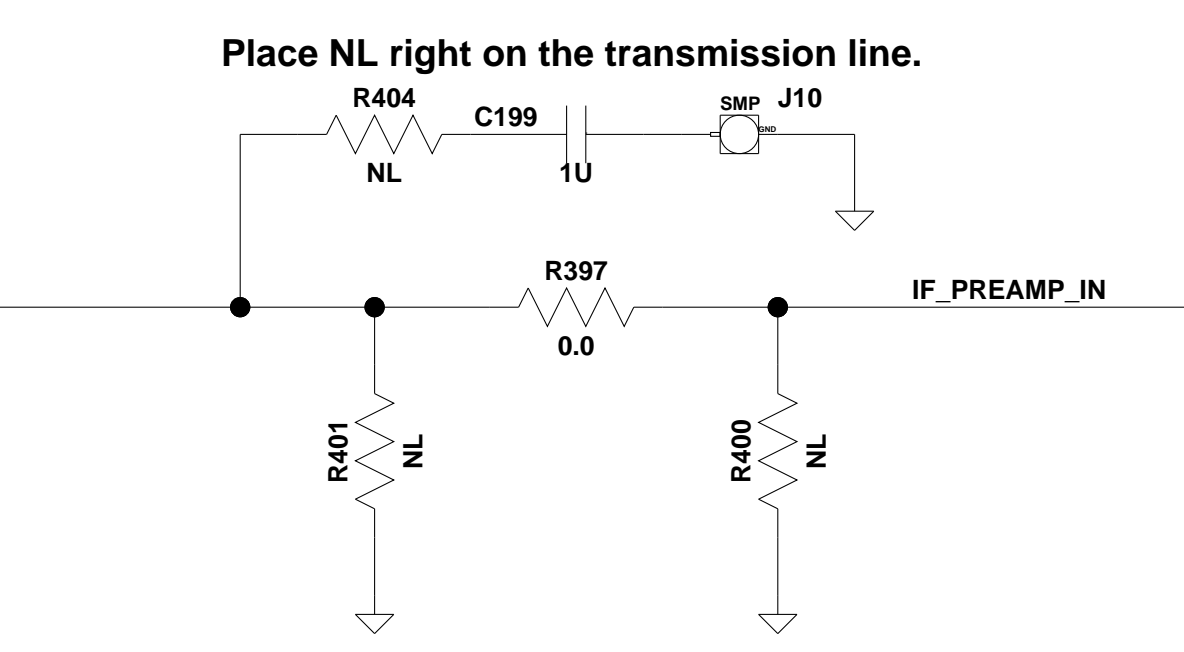 Place NL right on the transmission line.
R404
C199
SMP
J10
GND
NL
1U
R397
IF_PREAMP_IN
0.0
R401
NL
R400
NL